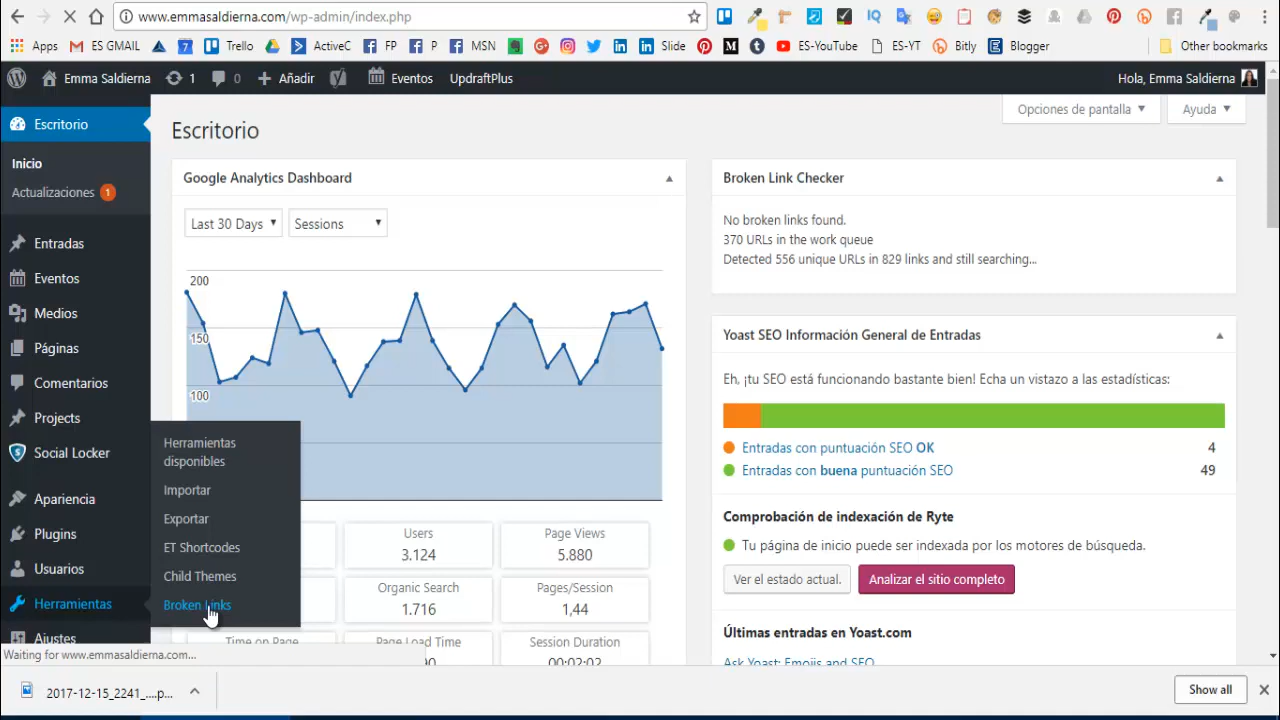 www.emmasaldierna.com/wp-admin/index.php
Apps ES GMAIL 7 Trello ActiveC FP P MSN Slide ES-YouTube ES-YT Bitly Blogger Other bookmarks
Emma Saldierna 1 0 Añadir Eventos UpdraftPlus Hola, Emma Saldierna
Escritorio
Opciones de pantalla
Ayuda
Escritorio
Inicio
Actualizaciones 1
Entradas
Eventos
Medios
Páginas
Comentarios
Projects
Social Locker
Apariencia
Plugins
Usuarios
Herramientas
Ajustes
Herramientas
disponibles
Importar
Exportar
ET Shortcodes
Child Themes
Broken Links
Google Analytics Dashboard
Last 30 Days Sessions
200
150
100
Users
3.124
Page Views
5.880
Organic Search
1.716
Pages/Session
1,44
Time on Page
Page Load Time
Session Duration
00:02:02
Broken Link Checker
No broken links found.
370 URLs in the work queue
Detected 556 unique URLs in 829 links and still searching...
Yoast SEO Información General de Entradas
Eh, ¡tu SEO está funcionando bastante bien! Echa un vistazo a las estadísticas:
Entradas con puntuación SEO OK 4
Entradas con buena puntuación SEO 49
Comprobación de indexación de Ryte
Tu página de inicio puede ser indexada por los motores de búsqueda.
Ver el estado actual. Analizar el sitio completo
Últimas entradas en Yoast.com
Ask Yoast: Emojis and SEO
Waiting for www.emmasaldierna.com...
2017-12-15_2241_....p...
Show all